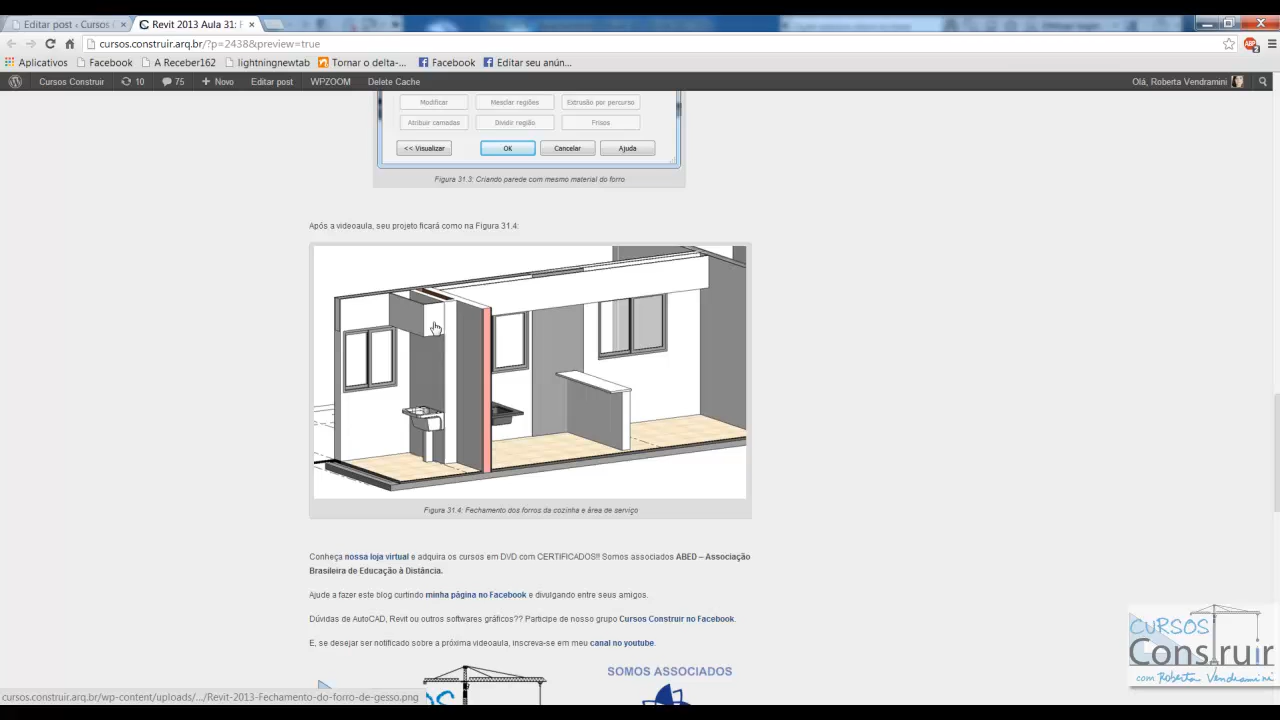 Editar post ‹ Cursos C
Revit 2013 Aula 31: F
cursos.construir.arq.br/?p=2438&preview=true
Aplicativos
Facebook
A Receber162
lightningnewtab
Tornar o delta-...
Facebook
Editar seu anún...
Cursos Construir
10
75
Novo
Editar post
WPZOOM
Delete Cache
Olá, Roberta Vendramini
Modificar
Mesclar regiões
Extrusão por percurso
Atribuir camadas
Dividir região
Frisos
<< Visualizar
OK
Cancelar
Ajuda
Figura 31.3: Criando parede com mesmo material do forro
Após a videoaula, seu projeto ficará como na Figura 31.4:
Figura 31.4: Fechamento dos forros da cozinha e área de serviço
Conheça nossa loja virtual e adquira os cursos em DVD com CERTIFICADOS!! Somos associados ABED – Associação
Brasileira de Educação à Distância.
Ajude a fazer este blog curtindo minha página no Facebook e divulgando entre seus amigos.
Dúvidas de AutoCAD, Revit ou outros softwares gráficos?? Participe de nosso grupo Cursos Construir no Facebook.
E, se desejar ser notificado sobre a próxima videoaula, inscreva-se em meu canal no youtube.
SOMOS ASSOCIADOS
CURSOS
Construir
com Roberta Vendramini
cursos.construir.arq.br/wp-content/uploads/.../Revit-2013-Fechamento-do-forro-de-gesso.png